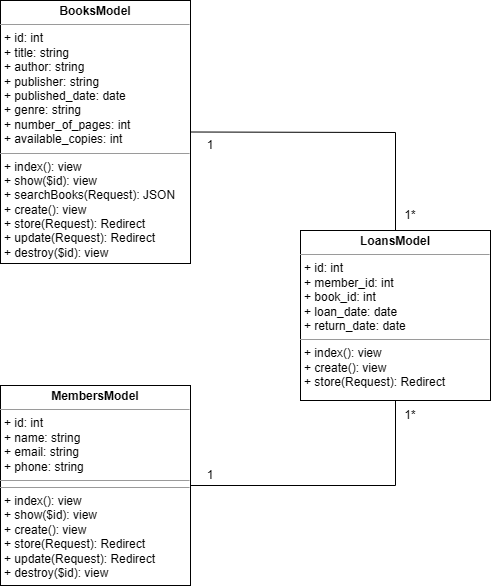 BooksModel
+ id: int
+ title: string
+ author: string
+ publisher: string
+ published_date: date
+ genre: string
+ number_of_pages: int
+ available_copies: int
+ index(): view
+ show($id): view
+ searchBooks(Request): JSON
+ create(): view
+ store(Request): Redirect
+ update(Request): Redirect
+ destroy($id): view
1
1*
LoansModel
+ id: int
+ member_id: int
+ book_id: int
+ loan_date: date
+ return_date: date
+ index(): view
+ create(): view
+ store(Request): Redirect
1*
1
MembersModel
+ id: int
+ name: string
+ email: string
+ phone: string
+ index(): view
+ show($id): view
+ create(): view
+ store(Request): Redirect
+ update(Request): Redirect
+ destroy($id): view